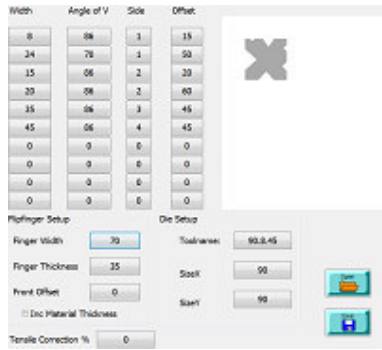 Width Angle of V Side Offset
8 86 1 15
24 78 1 50
15 86 2 20
20 86 2 60
35 86 3 45
45 86 4 45
0 0 0 0
0 0 0 0
0 0 0 0
0 0 0 0
Flipfinger Setup Die Setup
Finger Width 70 Toolname: 90.8.45
Finger Thickness 35 SizeX 90
Front Offset 0 SizeY 90
Inc Material Thickness
Tensile Correction % 0